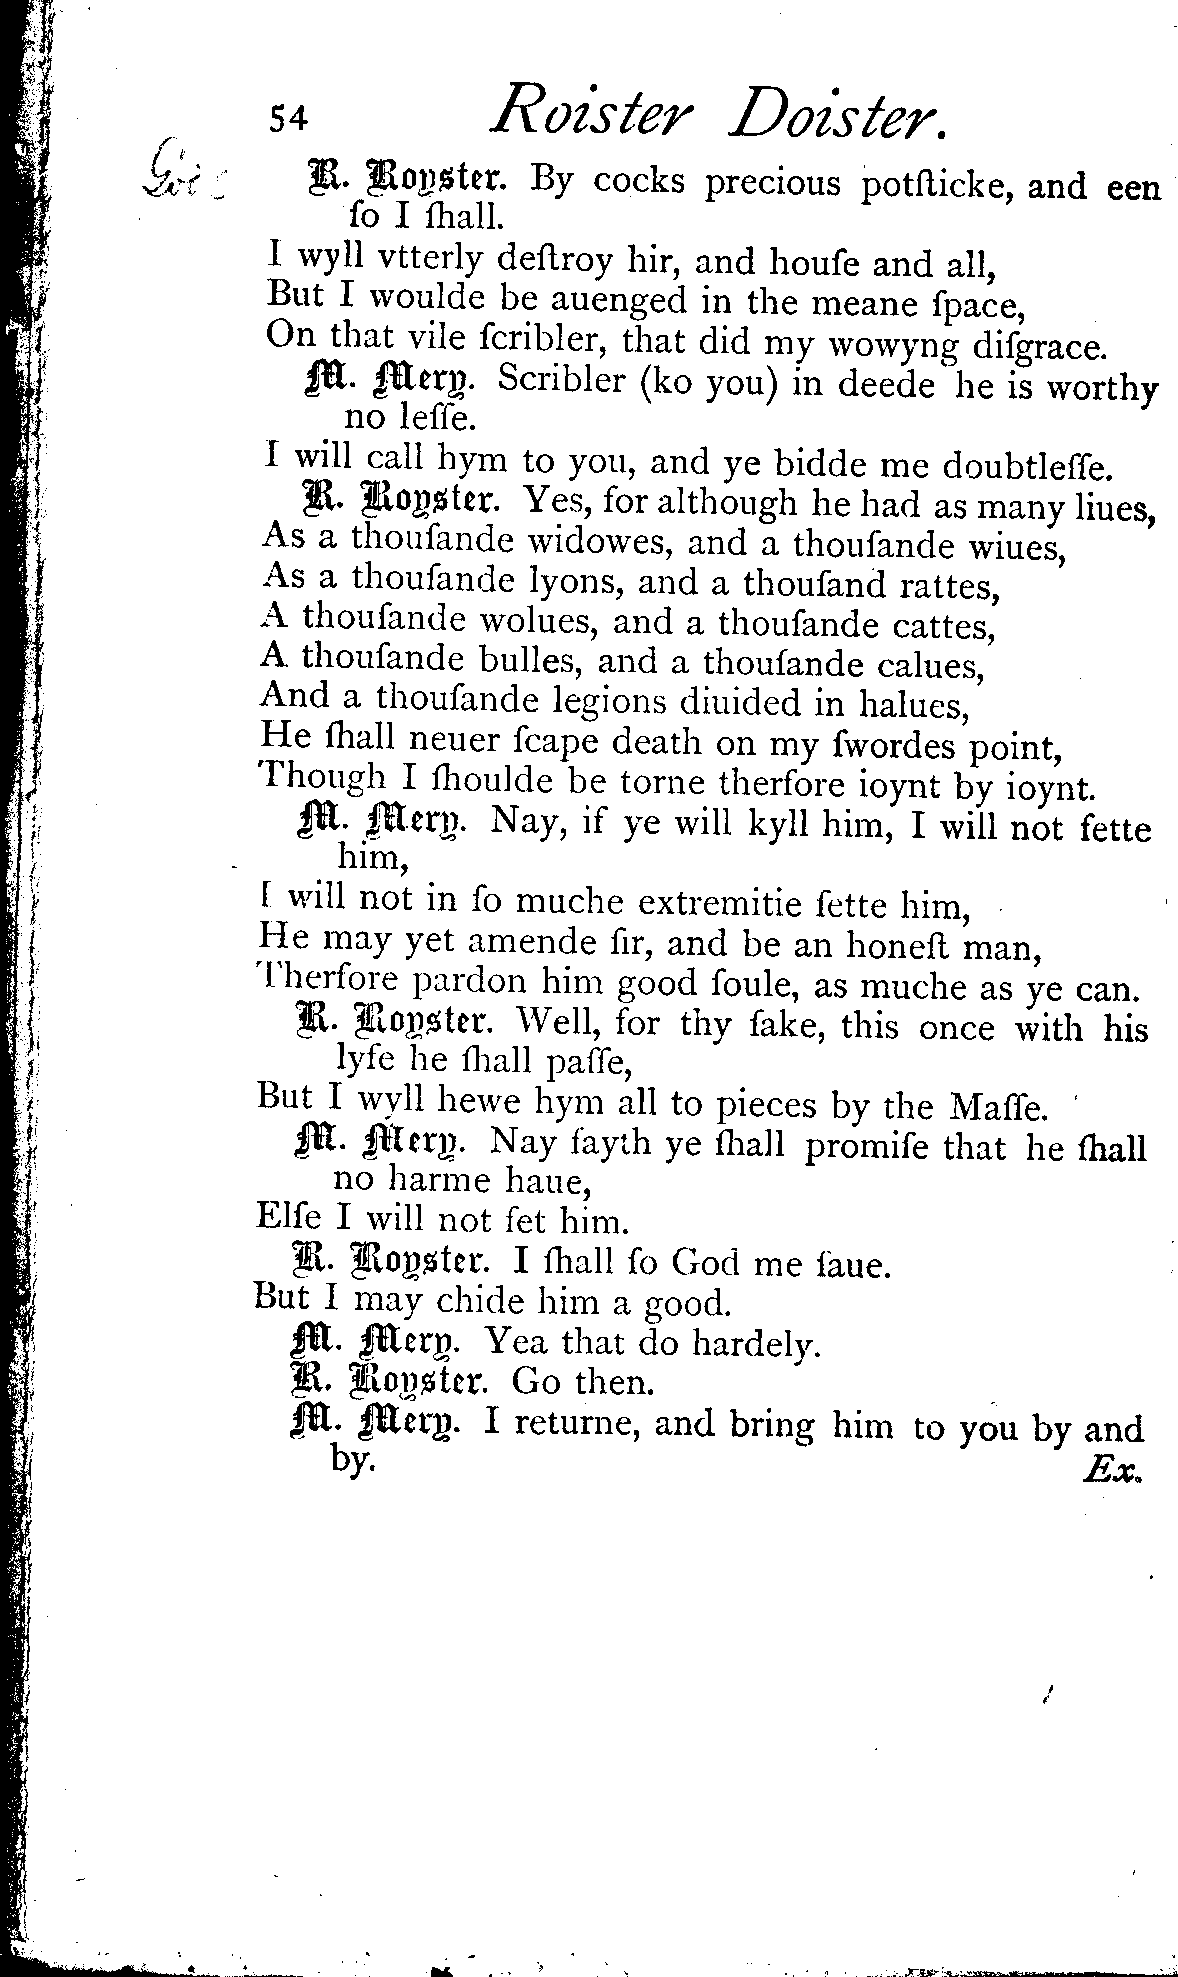 54 Roister Doister.
R. Royster. By cocks precious potſticke, and een
ſo I ſhall.
I wyll vtterly deſtroy hir, and houſe and all,
But I woulde be auenged in the meane ſpace,
On that vile ſcribler, that did my wowyng diſgrace.
M. Mery. Scribler (ko you) in deede he is worthy
no leſſe.
I will call hym to you, and ye bidde me doubtleſſe.
R. Royster. Yes, for although he had as many liues,
As a thouſande widowes, and a thouſande wiues,
As a thouſande lyons, and a thouſand rattes,
A thouſande wolues, and a thouſande cattes,
A thouſande bulles, and a thouſande calues,
And a thouſande legions diuided in halues,
He ſhall neuer ſcape death on my ſwordes point,
Though I ſhoulde be torne therfore ioynt by ioynt.
M. Mery. Nay, if ye will kyll him, I will not fette
him,
I will not in ſo muche extremitie ſette him,
He may yet amende ſir, and be an honeſt man,
Therfore pardon him good ſoule, as muche as ye can.
R. Royster. Well, for thy ſake, this once with his
lyfe he ſhall paſſe,
But I wyll hewe hym all to pieces by the Maſſe.
M. Mery. Nay fayth ye ſhall promiſe that he ſhall
no harme haue,
Elſe I will not fet him.
R. Royster. I ſhall ſo God me ſaue.
But I may chide him a good.
M. Mery. Yea that do hardely.
R. Royster. Go then.
M. Mery. I returne, and bring him to you by and
by. Ex.